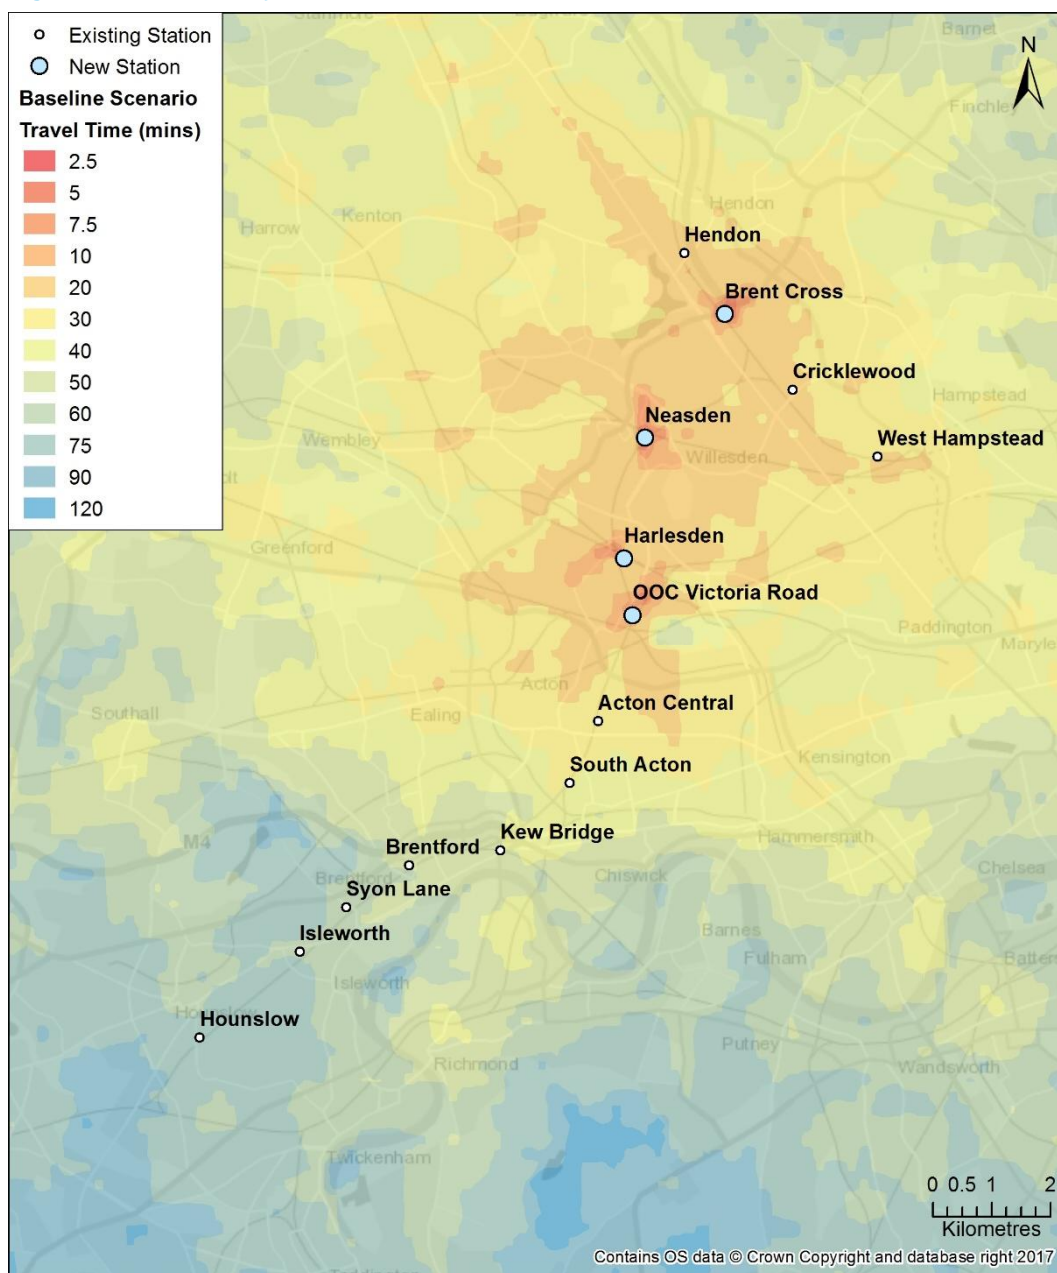 Existing Station
New Station
Baseline Scenario
Travel Time (mins)
2.5
5
7.5
10
20
30
40
50
60
75
90
120
N
Barnet
Finchley
Hendon
Kenton
Harrow
Hendon
Brent Cross
Cricklewood
Hampstead
Neasden
Wembley
Willesden
West Hampstead
Harlesden
Greenford
OOC Victoria Road
Paddington
Acton
Acton Central
Southall
Ealing
South Acton
Kensington
Kew Bridge
Hammersmith
M4
Brentford
Brentford
Chiswick
Chelsea
Syon Lane
Isleworth
Barnes
Fulham
Isleworth
Hounslow
Hounslow
Putney
Richmond
Wandsworth
Twickenham
0 0.5 1 2
Kilometres
Contains OS data © Crown Copyright and database right 2017